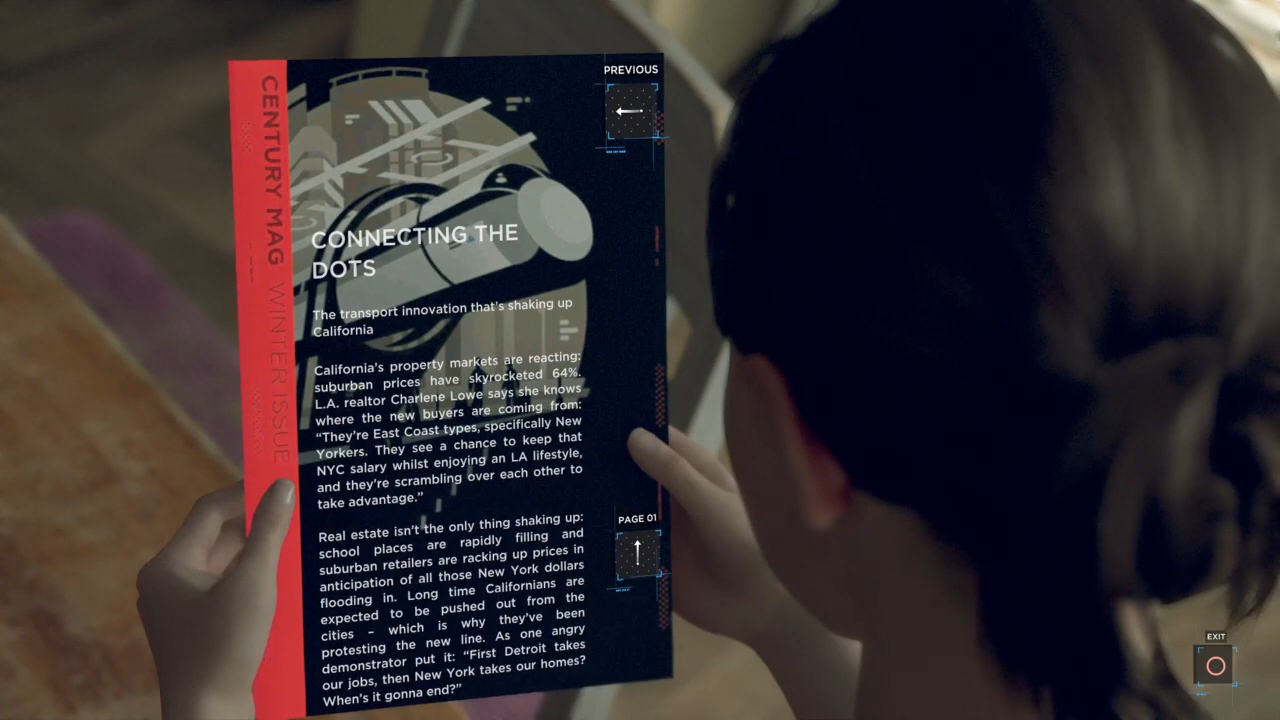 PREVIOUS
CENTURY MAG WINTER ISSUE
CONNECTING THE
DOTS
The transport innovation that's shaking up
California
California's property markets are reacting:
suburban prices have skyrocketed 64%.
L.A. realtor Charlene Lowe says she knows
where the new buyers are coming from:
“They're East Coast types, specifically New
Yorkers. They see a chance to keep that
NYC salary whilst enjoying an LA lifestyle,
and they're scrambling over each other to
take advantage.”
Real estate isn't the only thing shaking up:
school places are rapidly filling and
suburban retailers are racking up prices in
anticipation of all those New York dollars
flooding in. Long time Californians are
expected to be pushed out from the
cities – which is why they've been
protesting the new line. As one angry
demonstrator put it: “First Detroit takes
our jobs, then New York takes our homes?
When's it gonna end?”
PAGE 01
EXIT